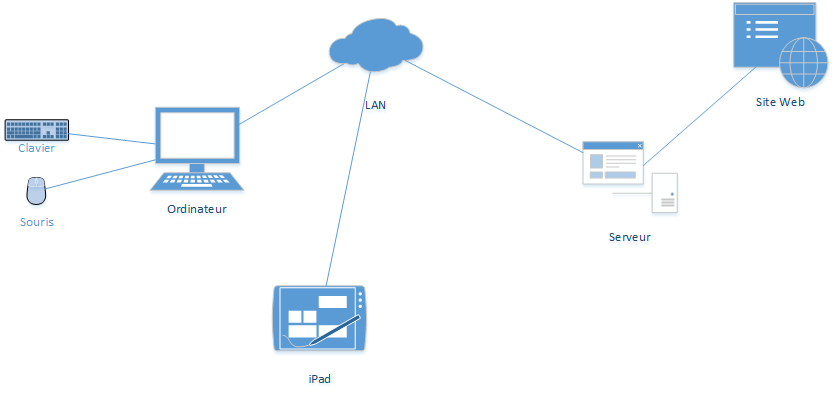 Site Web
LAN
Clavier
Ordinateur
Souris
Serveur
iPad